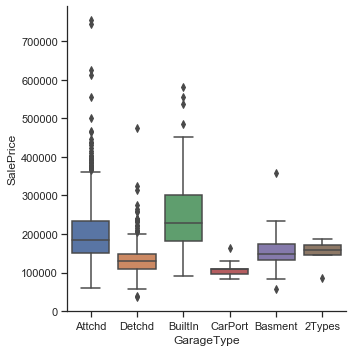 700000
600000
500000
400000
300000
200000
100000
0
SalePrice
Attchd Detchd BuiltIn CarPort Basment 2Types
GarageType